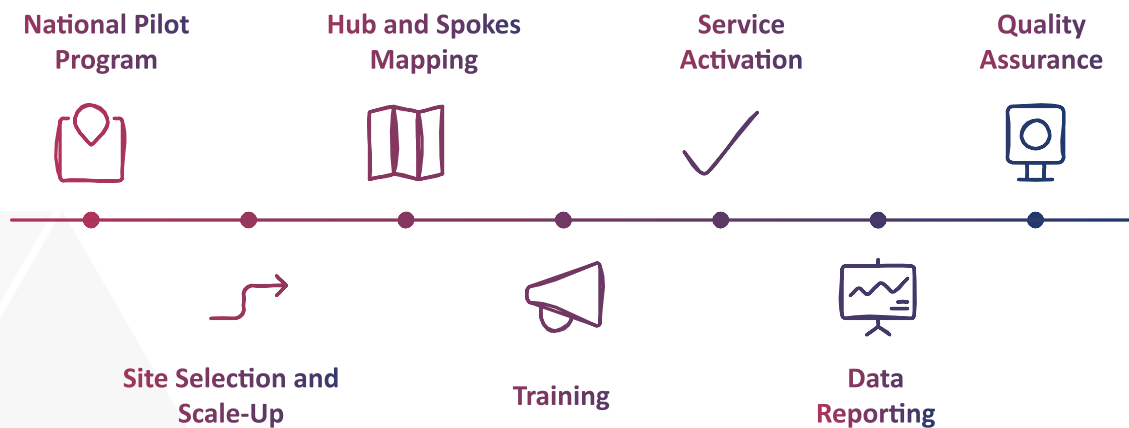 National Pilot
Program
Hub and Spokes
Mapping
Service
Activation
Quality
Assurance
Site Selection and
Scale-Up
Training
Data
Reporting